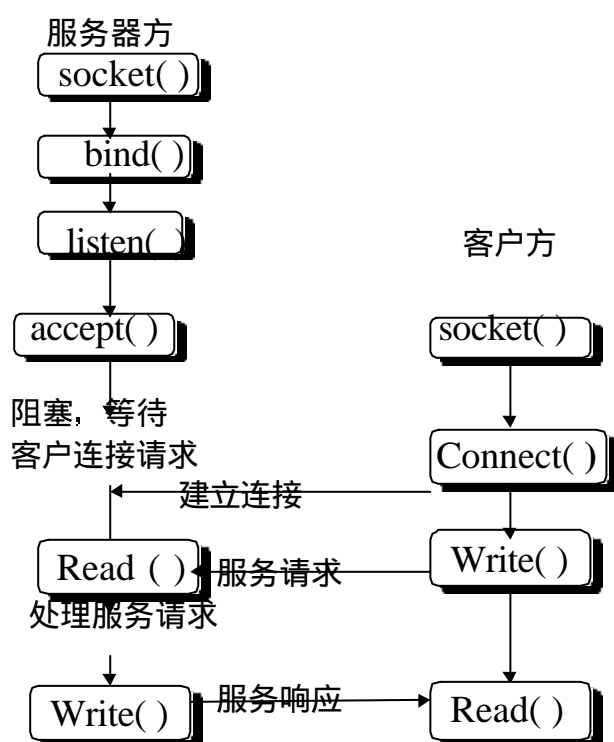 服务器方
socket( )
bind( )
listen( )
客户方
accept( )
socket( )
阻塞，等待
客户连接请求
Connect( )
建立连接
Read ( )
服务请求
Write( )
处理服务请求
Write( )
服务响应
Read( )